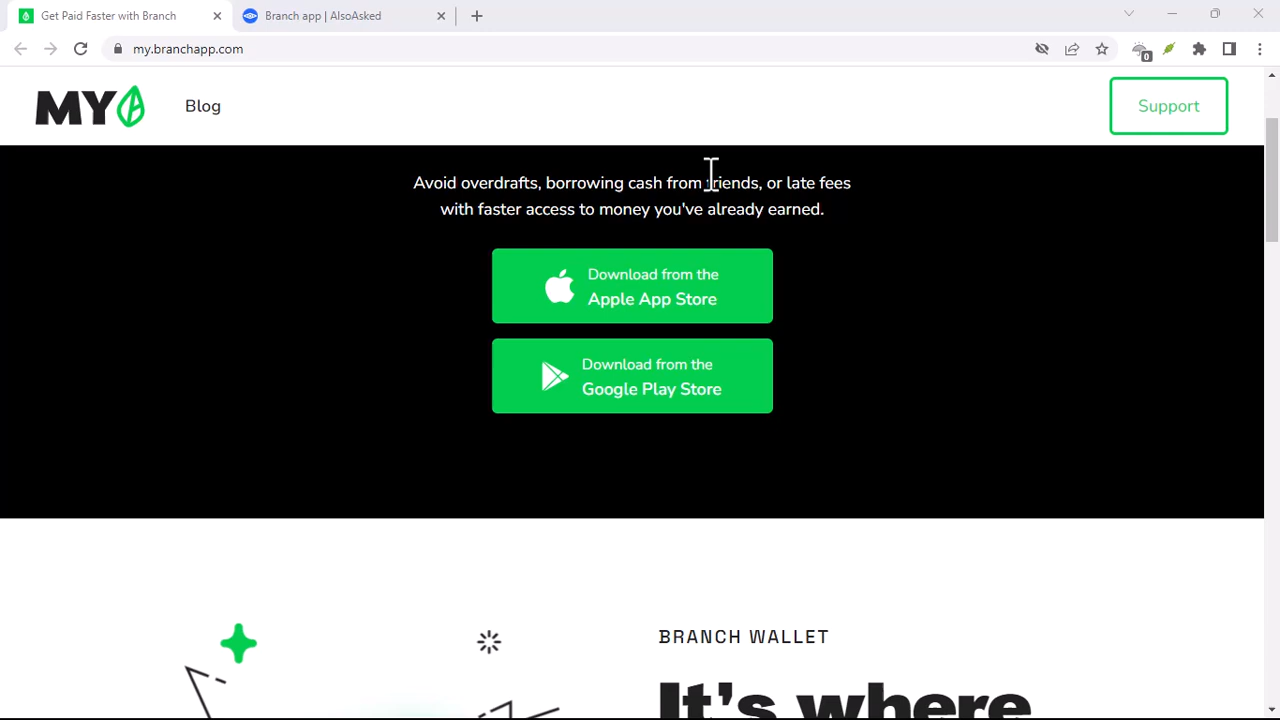 Get Paid Faster with Branch
Branch app | AlsoAsked
my.branchapp.com
0
MY
Blog
Support
Avoid overdrafts, borrowing cash from friends, or late fees
with faster access to money you've already earned.
Download from the
Apple App Store
Download from the
Google Play Store
BRANCH WALLET
It's where